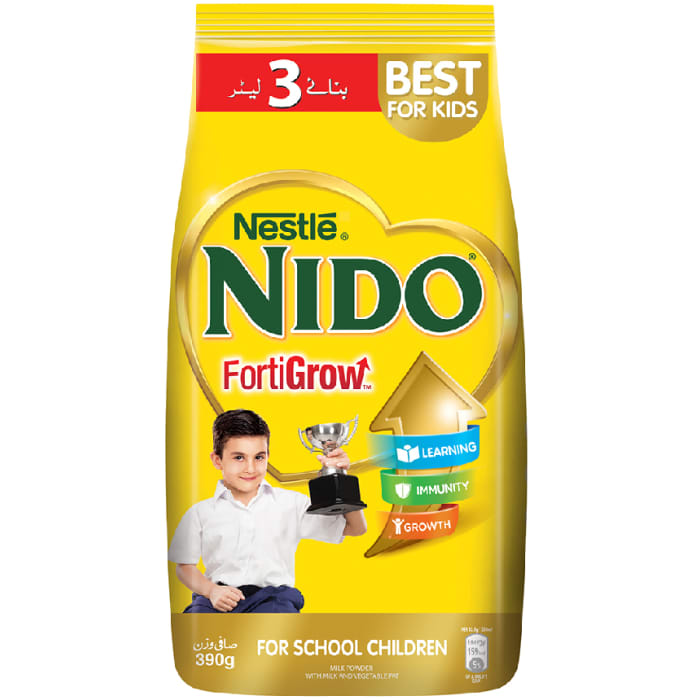 بنائے 3 لیٹر
BEST
FOR KIDS
Nestlé®
NIDO®
FortiGrow™
LEARNING
IMMUNITY
GROWTH
صافی وزن
390g
FOR SCHOOL CHILDREN
MILK POWDER
WITH MILK AND VEGETABLE FAT